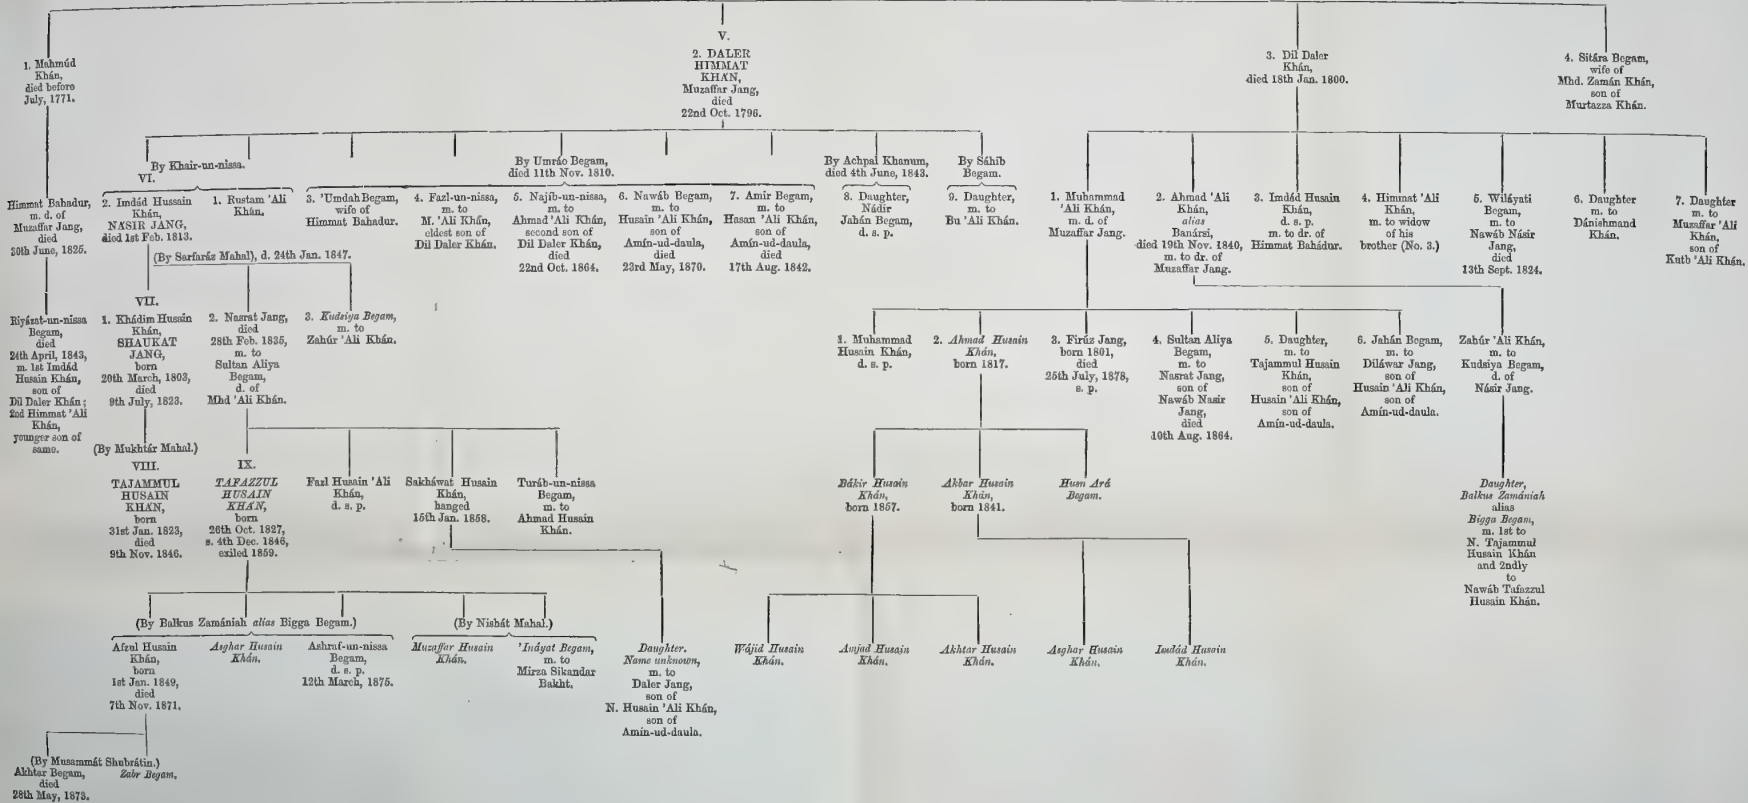 1. Mahmúd
Khán,
died before
July, 1771.
V.
2. DALER
HIMMAT
KHÁN,
Muzaffar Jang,
died
22nd Oct. 1796.
3. Dil Daler
Khán,
died 18th Jan. 1800.
4. Sitára Begam,
wife of
Mhd. Zamán Khán,
son of
Murtazza Khán.
By Khair-un-nissa.
By Umráo Begam,
died 11th Nov. 1810.
By Achpal Khanum,
died 4th June, 1843.
By Sáhib
Begam.
Himmat Bahadur,
m. d. of
Muzaffar Jang,
died
30th June, 1825.
VI.
2. Imdád Hussain
Khán,
NÁSIR JANG,
died 1st Feb. 1813.
1. Rustam 'Ali
Khán.
3. 'Umdah Begam,
wife of
Himmat Bahadur.
4. Fazl-un-nissa,
m. to
M. 'Ali Khán,
eldest son of
Dil Daler Khán.
5. Najíb-un-nissa,
m. to
Ahmad 'Ali Khán,
second son of
Dil Daler Khán,
died
22nd Oct. 1864.
6. Nawáb Begam,
m. to
Husain 'Ali Khán,
son of
Amín-ud-daula,
died
23rd May, 1870.
7. Amir Begam,
m. to
Hasan 'Ali Khán,
son of
Amín-ud-daula,
died
17th Aug. 1842.
8. Daughter,
Nádir
Jahán Begam,
d. s. p.
9. Daughter,
m. to
Bu 'Ali Khán.
1. Muhammad
'Ali Khán,
m. d. of
Muzaffar Jang.
2. Ahmad 'Ali
Khán,
alias
Banársi,
died 19th Nov. 1840,
m. to dr. of
Muzaffar Jang.
3. Imdád Husain
Khán,
d. s. p.
m. to dr. of
Himmat Bahádur.
4. Himmat 'Ali
Khán,
m. to widow
of his
brother (No. 3.)
5. Wiláyati
Begam,
m. to
Nawáb Násir
Jang,
died
13th Sept. 1824.
6. Daughter
m. to
Dánishmand
Khán.
7. Daughter
m. to
Muzaffar 'Ali
Khán,
son of
Kutb 'Ali Khán.
(By Sarfaráz Mahal), d. 24th Jan. 1847.
Riyázat-un-nissa
Begam,
died
24th April, 1843,
m. 1st Imdád
Husain Khán,
son of
Dil Daler Khán;
2nd Himmat 'Ali
Khán,
younger son of
same.
VII.
1. Khádim Husain
Khán,
SHAUKAT
JANG,
born
20th March, 1803,
died
9th July, 1823.
2. Nasrat Jang,
died
28th Feb. 1835,
m. to
Sultan Aliya
Begam,
d. of
Mhd 'Ali Khán.
3. Kudsiya Begam,
m. to
Zahúr 'Ali Khán.
1. Muhammad
Husain Khán,
d. s. p.
2. Ahmad Husain
Khán,
born 1817.
3. Firúz Jang,
born 1801,
died
25th July, 1878,
s. p.
4. Sultan Aliya
Begam,
m. to
Nasrat Jang,
son of
Nawáb Nasir
Jang,
died
10th Aug. 1864.
5. Daughter,
m. to
Tajammul Husain
Khán,
son of
Husain 'Ali Khán,
son of
Amín-ud-daula.
6. Jahán Begam,
m. to
Diláwar Jang,
son of
Husain 'Ali Khán,
son of
Amín-ud-daula.
Zahúr 'Ali Khán,
m. to
Kudsiya Begam,
d. of
Násir Jang.
(By Mukhtár Mahal.)
VIII.
TAJAMMUL
HUSAIN
KHÁN,
born
31st Jan. 1823,
died
9th Nov. 1846.
IX.
TAFAZZUL
HUSAIN
KHÁN,
born
26th Oct. 1827,
s. 4th Dec. 1846,
exiled 1859.
Fazl Husain 'Ali
Khán,
d. s. p.
Sakháwat Husain
Khán,
hanged
15th Jan. 1858.
Turáb-un-nissa
Begam,
m. to
Ahmad Husain
Khán.
Bákir Husain
Khán,
born 1857.
Akbar Husain
Khán,
born 1841.
Husn Ará
Begam.
Daughter,
Balkus Zamániah
alias
Bigga Begam,
m. 1st to
N. Tajammul
Husain Khán
and 2ndly
to
Nawáb Tafazzul
Husain Khán.
(By Balkus Zamániah alias Bigga Begam.)
(By Nisbát Mahal.)
Afzul Husain
Khán,
born
1st Jan. 1849,
died
7th Nov. 1871.
Asghar Husain
Khán.
Ashraf-un-nissa
Begam,
d. s. p.
12th March, 1875.
Muzaffar Husain
Khán.
'Ináyat Begam,
m. to
Mirza Sikandar
Bakht.
Daughter.
Name unknown,
m. to
Daler Jang,
son of
N. Husain 'Ali Khán,
son of
Amín-ud-daula.
Wájid Husain
Khán.
Amjad Husain
Khán.
Akhtar Husain
Khán.
Asghar Husain
Khán.
Imdád Husain
Khán.
(By Musammát Shubrátin.)
Akhtar Begam,
died
28th May, 1873.
Zabr Begam.